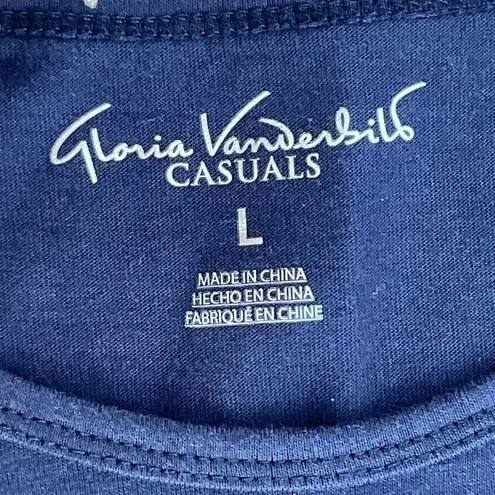 Gloria Vanderbilt
CASUALS
L
MADE IN CHINA
HECHO EN CHINA
FABRIQUÉ EN CHINE